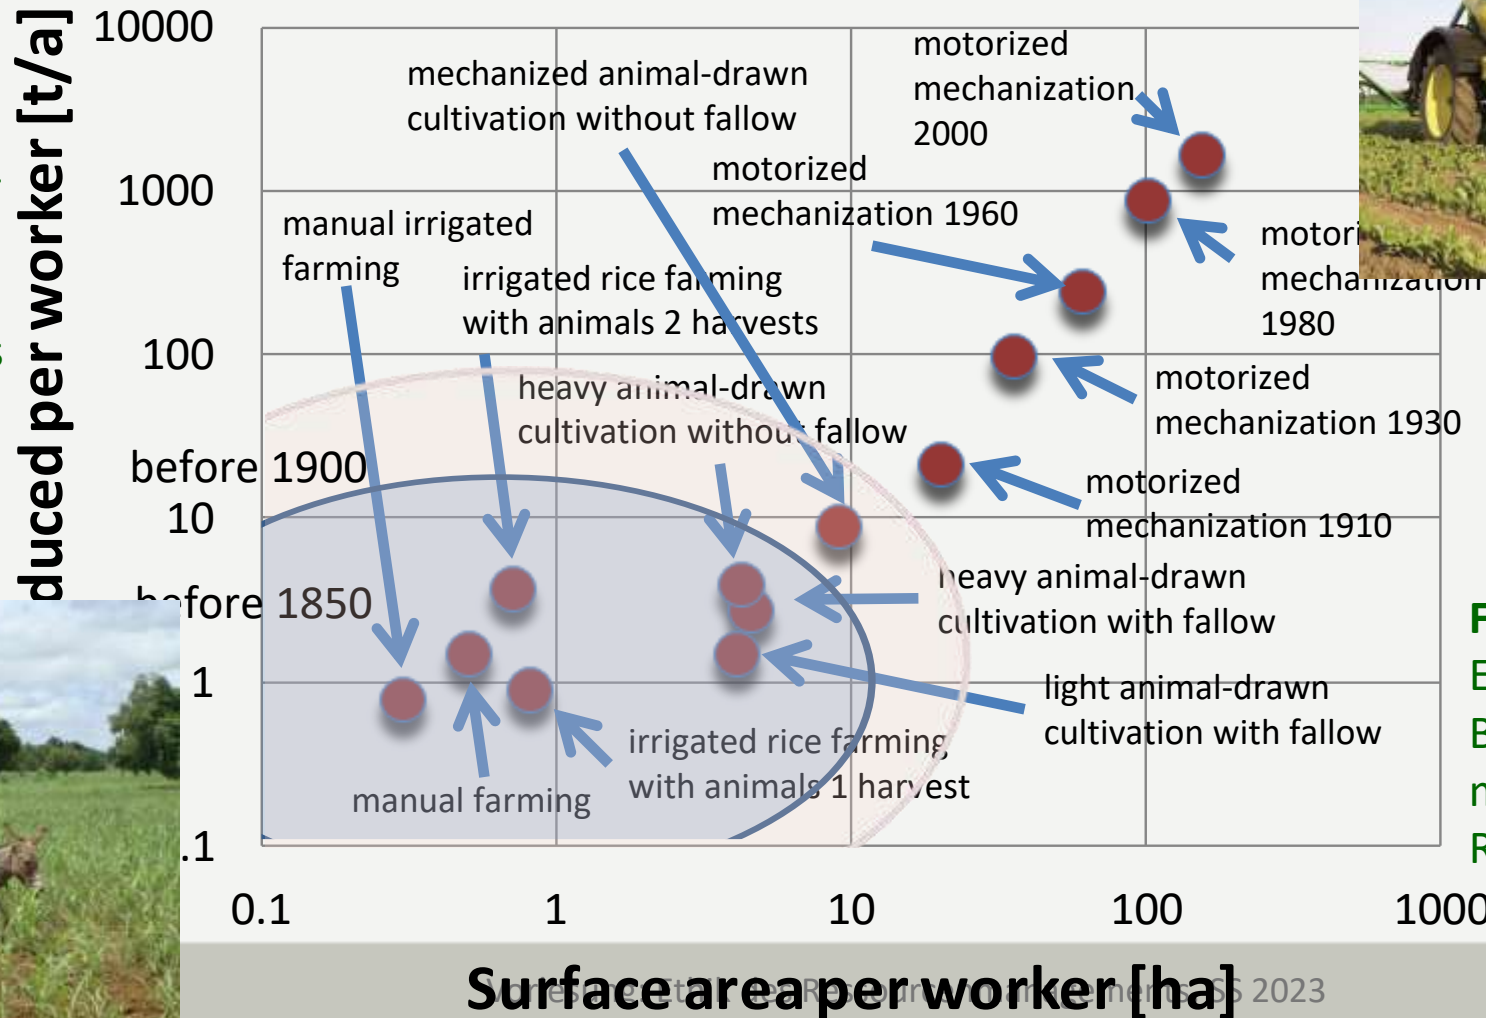 duced per worker [t/a]
10000
1000
100
10
1
.1
mechanized animal-drawn
cultivation without fallow
motorized
mechanization
2000
motorized
mechanization 1960
manual irrigated
farming
irrigated rice farming
with animals 2 harvests
motori
mechanization
1980
heavy animal-drawn
cultivation without fallow
motorized
mechanization 1930
before 1900
motorized
mechanization 1910
before 1850
heavy animal-drawn
cultivation with fallow
light animal-drawn
cultivation with fallow
irrigated rice farming
with animals 1 harvest
manual farming
s
F
E
B
R
0.1
1
10
100
1000
Surface area per worker [ha]
Vorlesung: Ethik des Ressourcenmanagements SS 2023